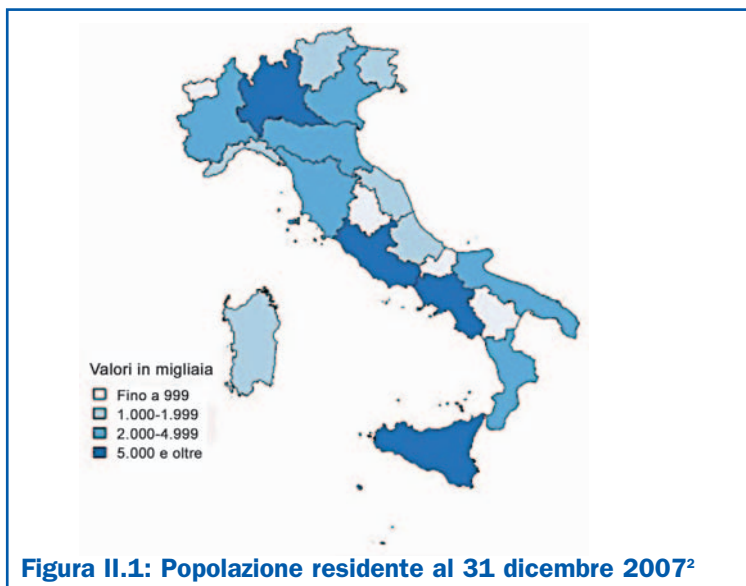 Valori in migliaia
Fino a 999
1.000-1.999
2.000-4.999
5.000 e oltre
Figura II.1: Popolazione residente al 31 dicembre 2007²